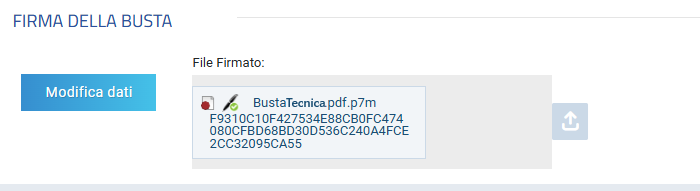 FIRMA DELLA BUSTA
File Firmato:
Modifica dati
BustaTecnica.pdf.p7m
F9310C10F427534E88CB0FC474
080CFBD68BD30D536C240A4FCE
2CC32095CA55